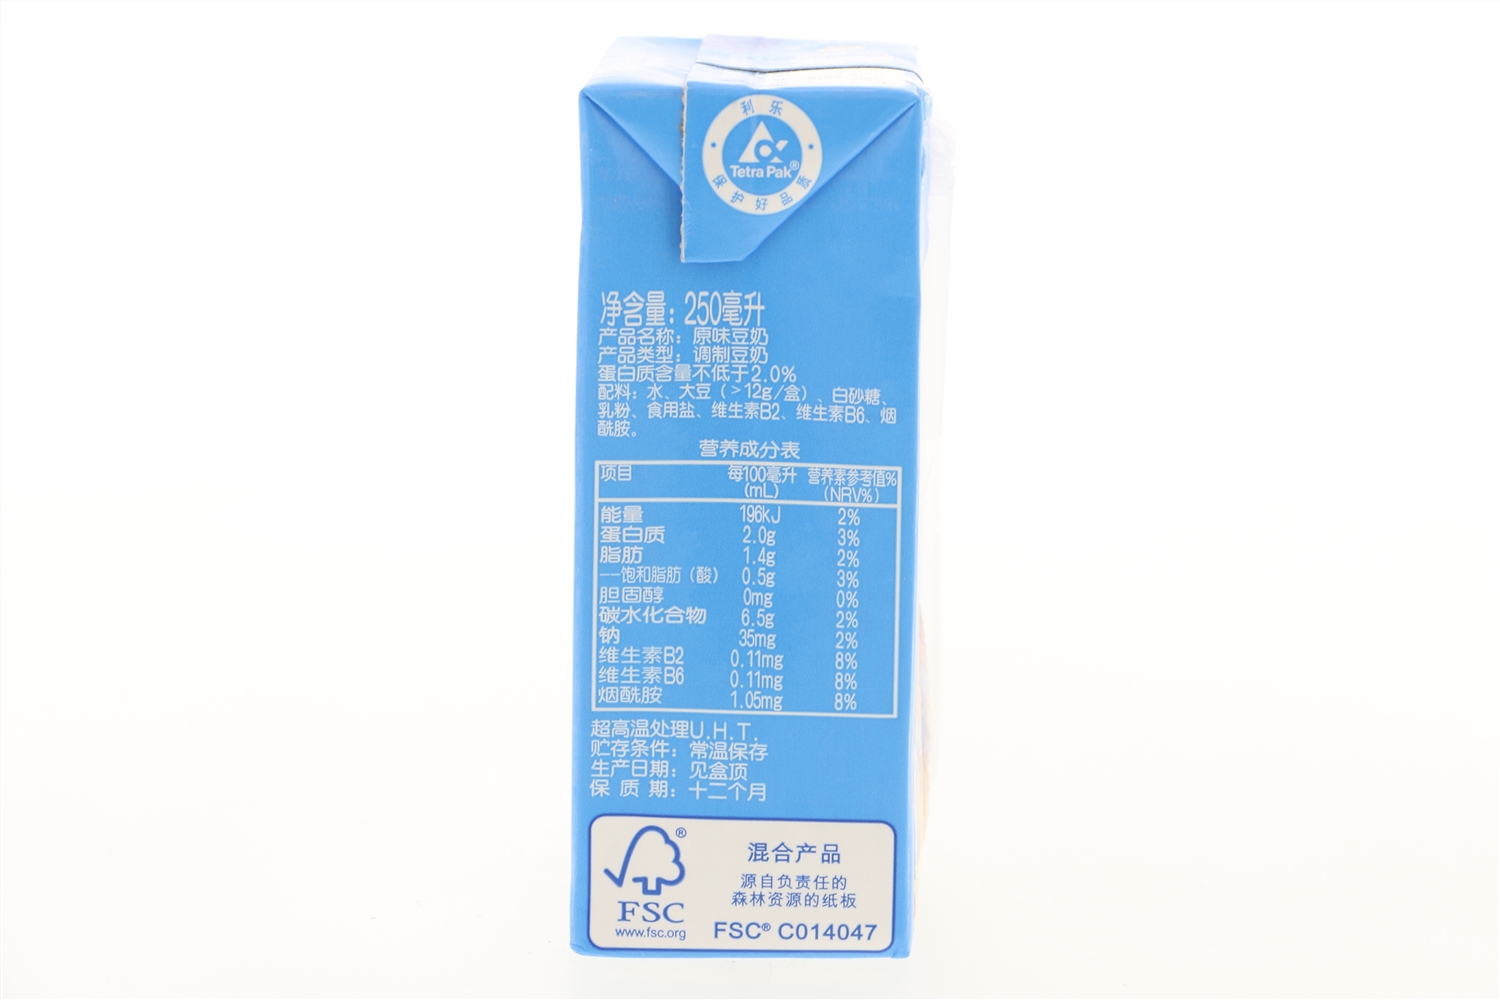 利乐
Tetra Pak®
保护好品质
净含量：250毫升
产品名称：原味豆奶
产品类型：调制豆奶
蛋白质含量不低于2.0%
配料：水、大豆（＞12g/盒）、白砂糖、
乳粉、食用盐、维生素B2、维生素B6、烟
酰胺。
营养成分表
项目 每100毫升(mL) 营养素参考值%(NRV%)
能量 196kJ 2%
蛋白质 2.0g 3%
脂肪 1.4g 2%
——饱和脂肪（酸） 0.5g 3%
胆固醇 0mg 0%
碳水化合物 6.5g 2%
钠 35mg 2%
维生素B2 0.11mg 8%
维生素B6 0.11mg 8%
烟酰胺 1.05mg 8%
超高温处理U.H.T.
贮存条件：常温保存
生产日期：见盒顶
保质期：十二个月
®
FSC
www.fsc.org
混合产品
源自负责任的
森林资源的纸板
FSC® C014047